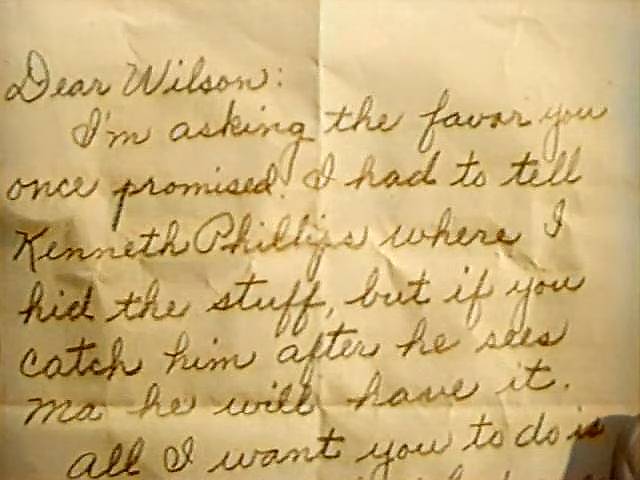 Dear Wilson:
I'm asking the favor you
once promised. I had to tell
Kenneth Phillips where I
hid the stuff, but if you
catch him after he sees
ma he will have it.
all I want you to do is